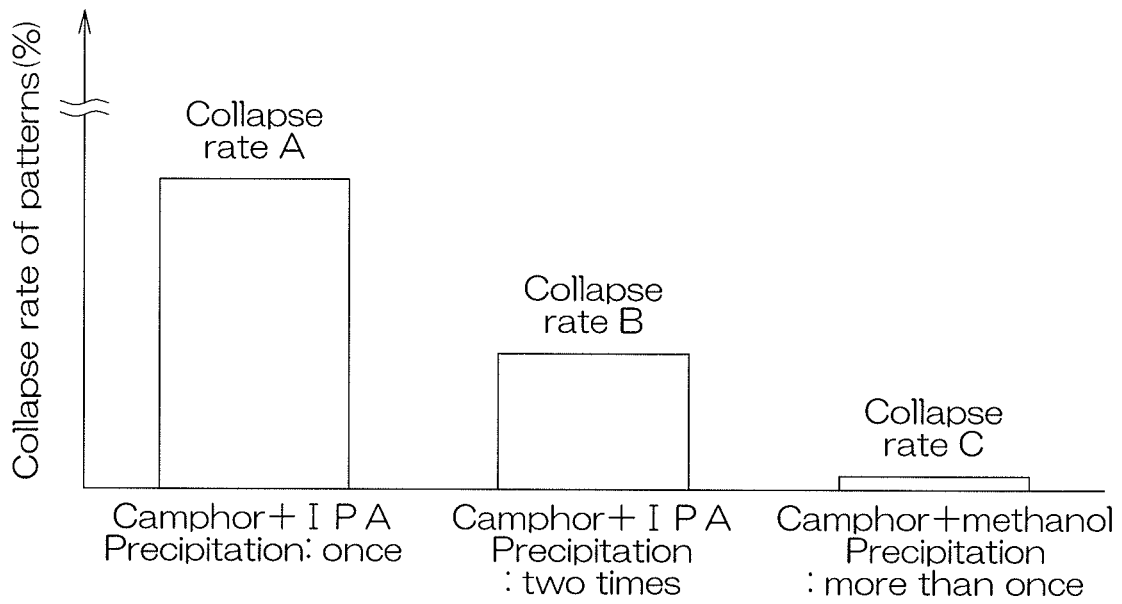 Collapse rate of patterns(%)
Collapse
rate A
Collapse
rate B
Collapse
rate C
Camphor+IPA
Precipitation: once
Camphor+IPA
Precipitation
: two times
Camphor+methanol
Precipitation
: more than once